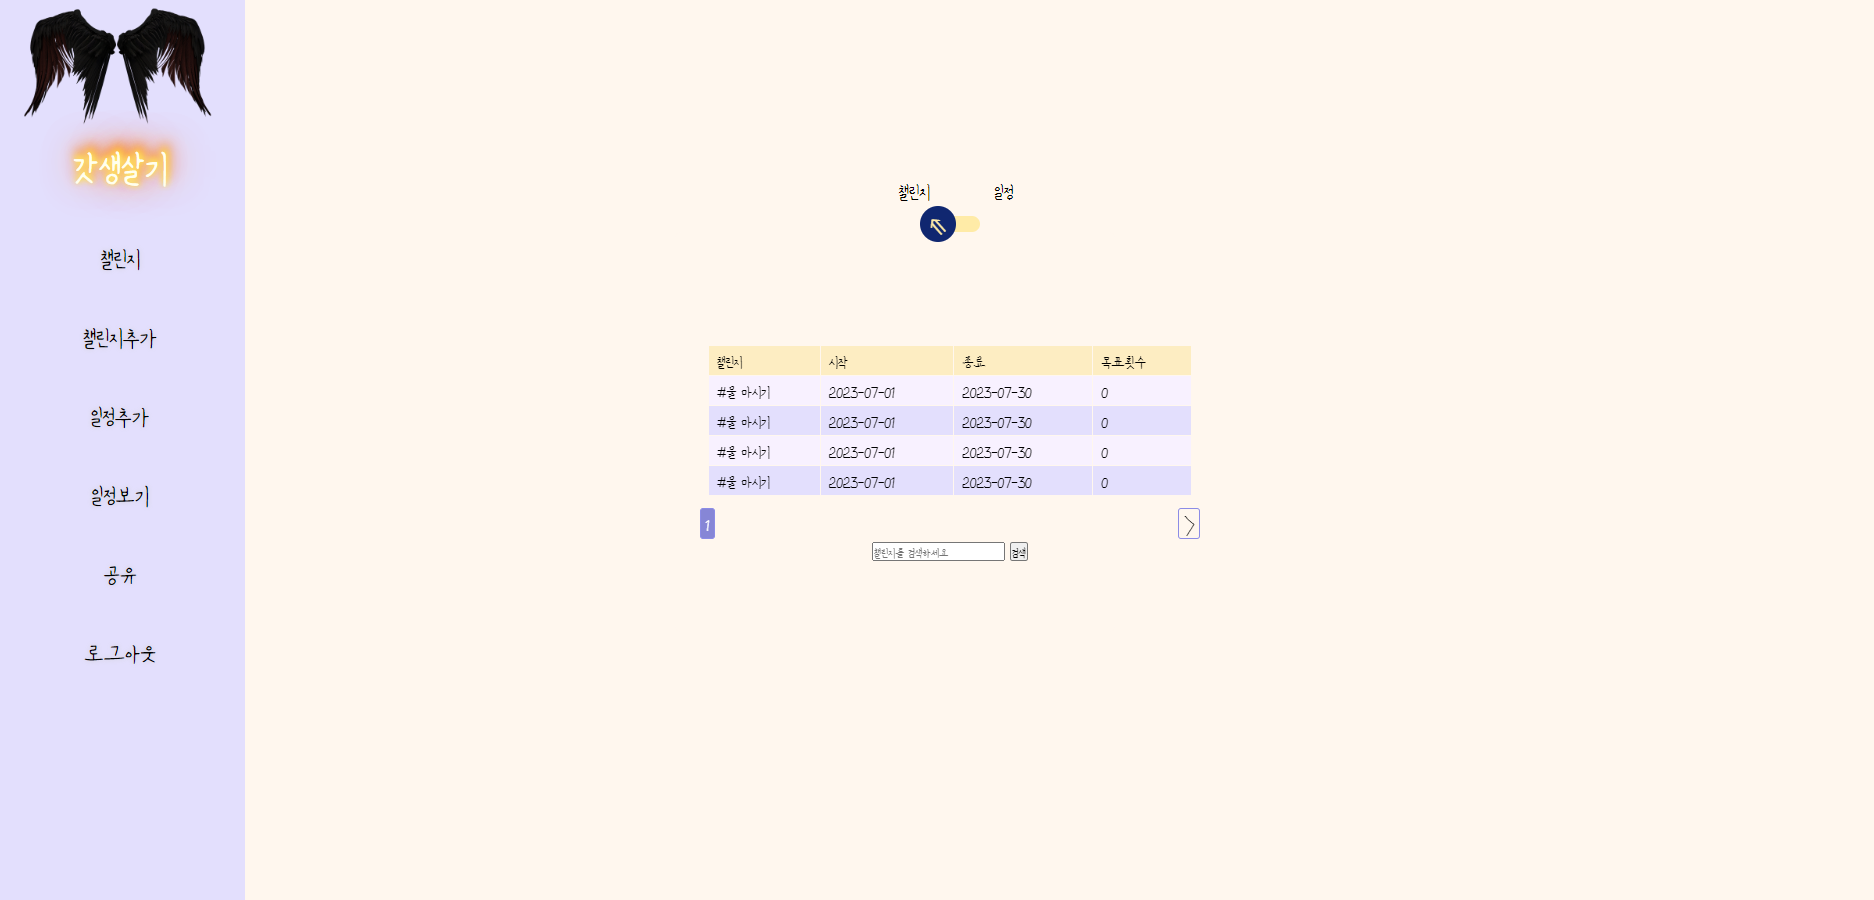 갓생살기
챌린지
챌린지추가
일정추가
일정보기
공유
로그아웃
챌린지 일정
챌린지 시작 종료 목표횟수
#물 마시기 2023-07-01 2023-07-30 0
#물 마시기 2023-07-01 2023-07-30 0
#물 마시기 2023-07-01 2023-07-30 0
#물 마시기 2023-07-01 2023-07-30 0
1 >
챌린지를 검색하세요 검색